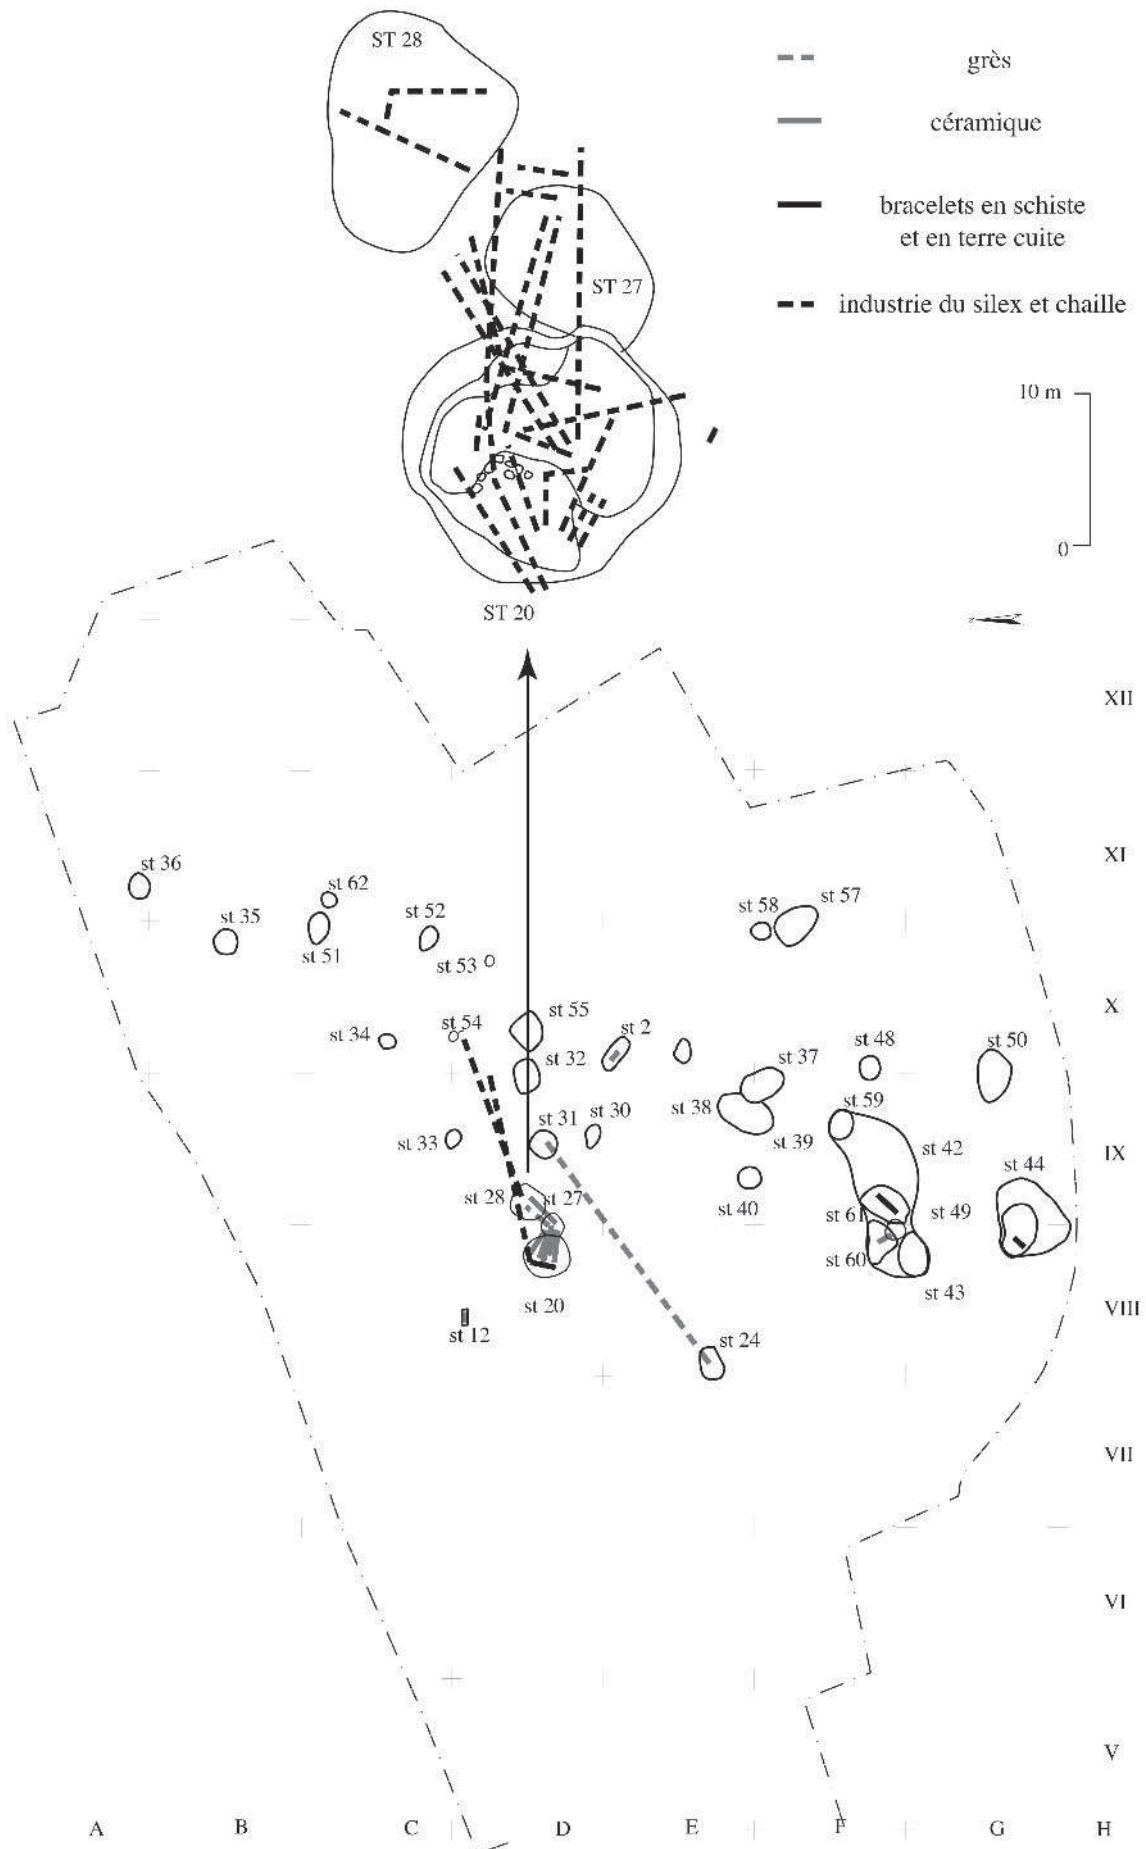 ST 28
grès
céramique
bracelets en schiste
et en terre cuite
ST 27
industrie du silex et chaille
10 m
0
ST 20
XII
XI
st 36
st 62
st 35
st 52
st 58
st 57
st 51
st 53
X
st 55
st 54
st 2
st 34
st 48
st 50
st 32
st 37
st 38
st 59
st 31
st 30
st 33
st 39
st 42
IX
st 44
st 28
st 27
st 40
st 61
st 49
st 60
st 43
st 20
VIII
st 12
st 24
VII
VI
V
A
B
C
D
E
F
G
H